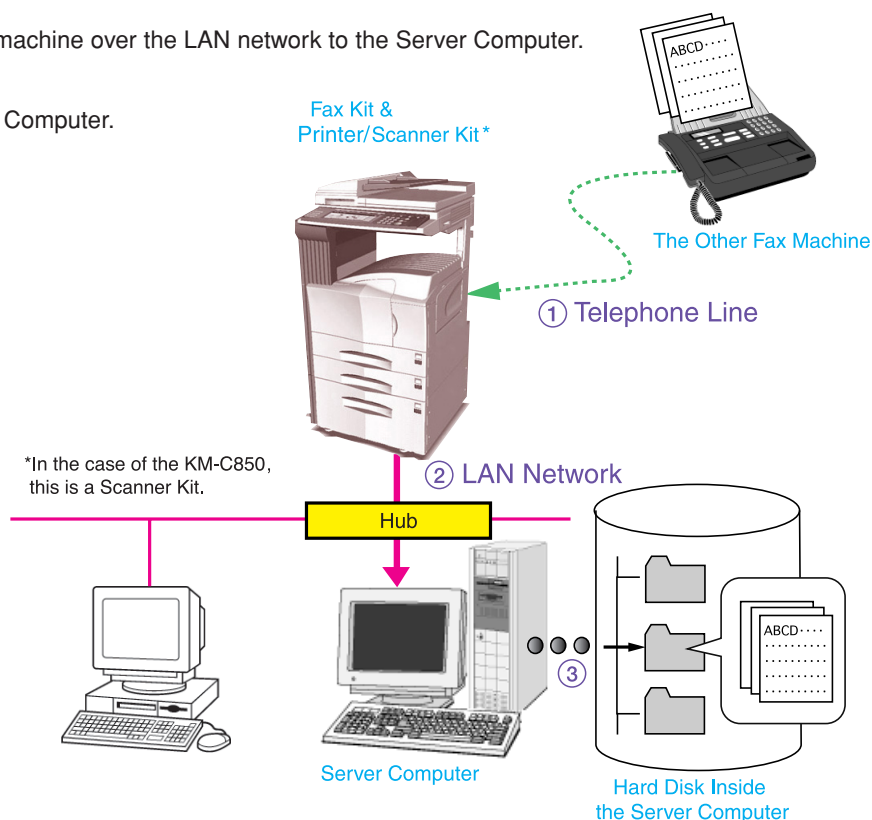 machine over the LAN network to the Server Computer.
Computer.
Fax Kit &
Printer/Scanner Kit*
ABCD····
The Other Fax Machine
① Telephone Line
*In the case of the KM-C850,
this is a Scanner Kit.
② LAN Network
Hub
ABCD····
③
Server Computer
Hard Disk Inside
the Server Computer